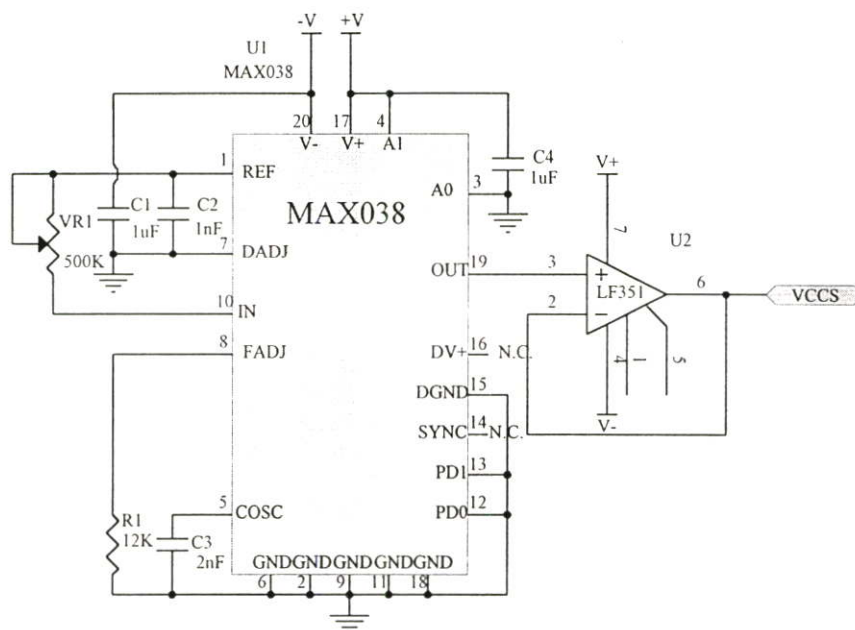 -V +V
U1
MAX038
20 17 4
V- V+ A1
1 REF
C4
1uF
A0 3
V+
MAX038
VR1
C1 C2
1uF 1nF
7
500K
7 DADJ
U2
OUT 19
3 + 6
LF351
VCCS
2 −
10 IN
8 FADJ
DV+ 16 N.C.
4 1 5
DGND 15
V-
SYNC 14 N.C.
PD1 13
5 COSC
PD0 12
R1
12K
C3
2nF
GND GND GND GND GND
6 2 9 11 18